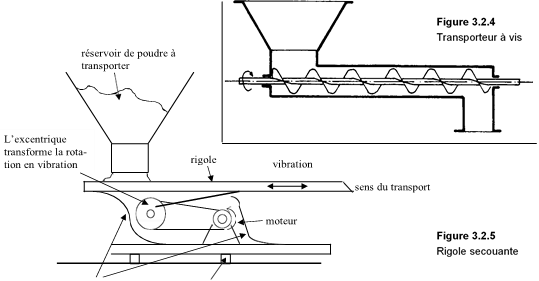 Figure 3.2.4
Transporteur à vis
réservoir de poudre à
transporter
L'excentrique
transforme la rota-
tion en vibration
rigole
vibration
sens du transport
moteur
Figure 3.2.5
Rigole secouante